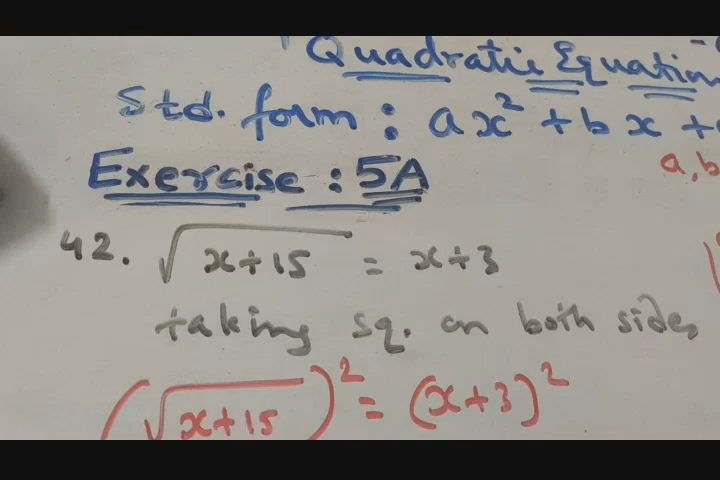 Quadratic Equation
Std. form : ax² + bx +
a, b
Exercise : 5A
42. √(x+15) = x+3
taking sq. on both sides
(√(x+15))² = (x+3)²